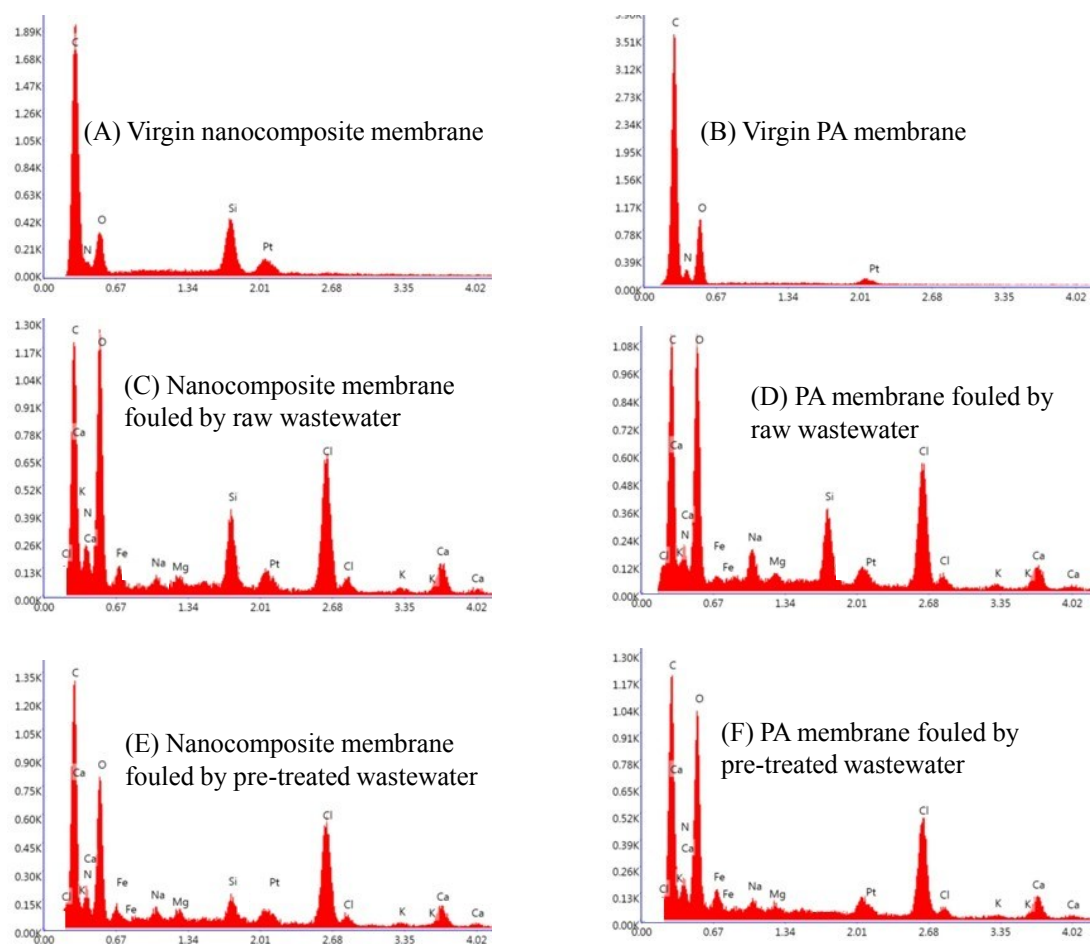 1.89K
1.68K
1.47K
1.26K
1.05K
0.84K
0.63K
0.42K
0.21K
0.00K
C
N
O
Si
Pt
(A) Virgin nanocomposite membrane
0.00 0.67 1.34 2.01 2.68 3.35 4.02
3.90K
3.51K
3.12K
2.73K
2.34K
1.95K
1.56K
1.17K
0.78K
0.39K
0.00K
C
N
O
Pt
(B) Virgin PA membrane
0.00 0.67 1.34 2.01 2.68 3.35 4.02
1.30K
1.17K
1.04K
0.91K
0.78K
0.65K
0.52K
0.39K
0.26K
0.13K
0.00K
C
O
Ca
K
N
Ca
Cl
Fe
Na
Mg
Si
Pt
Cl
Cl
K
K
Ca
Ca
(C) Nanocomposite membrane
fouled by raw wastewater
0.00 0.67 1.34 2.01 2.68 3.35 4.02
1.08K
0.96K
0.84K
0.72K
0.60K
0.48K
0.36K
0.24K
0.12K
0.00K
C
O
Ca
Ca
N
Cl
K
Fe
Fe
Na
Mg
Si
Pt
Cl
Cl
K
K
Ca
Ca
(D) PA membrane fouled by
raw wastewater
0.00 0.67 1.34 2.01 2.68 3.35 4.02
1.35K
1.20K
1.05K
0.90K
0.75K
0.60K
0.45K
0.30K
0.15K
0.00K
C
Ca
O
Ca
N
K
Cl
Fe
Fe
Na
Mg
Si
Pt
Cl
Cl
K
K
Ca
Ca
(E) Nanocomposite membrane
fouled by pre-treated wastewater
0.00 0.67 1.34 2.01 2.68 3.35 4.02
1.30K
1.17K
1.04K
0.91K
0.78K
0.65K
0.52K
0.39K
0.26K
0.13K
0.00K
C
O
Ca
N
Ca
K
Cl
Fe
Fe
Na
Mg
Pt
Cl
Cl
K
K
Ca
Ca
(F) PA membrane fouled by
pre-treated wastewater
0.00 0.67 1.34 2.01 2.68 3.35 4.02